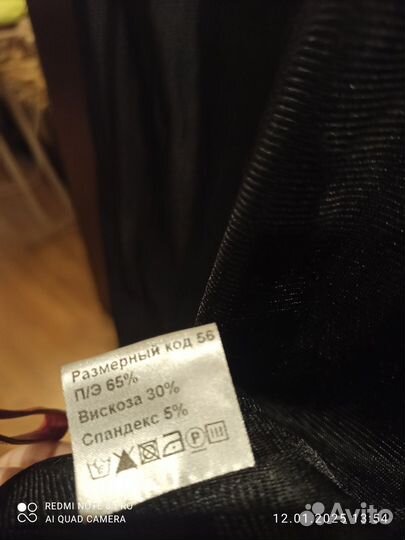 Размерный код 56
П/Э 65%
Вискоза 30%
Спандекс 5%
P
REDMI NOTE 8 PRO
AI QUAD CAMERA
12.01.2025 13:54
Avito